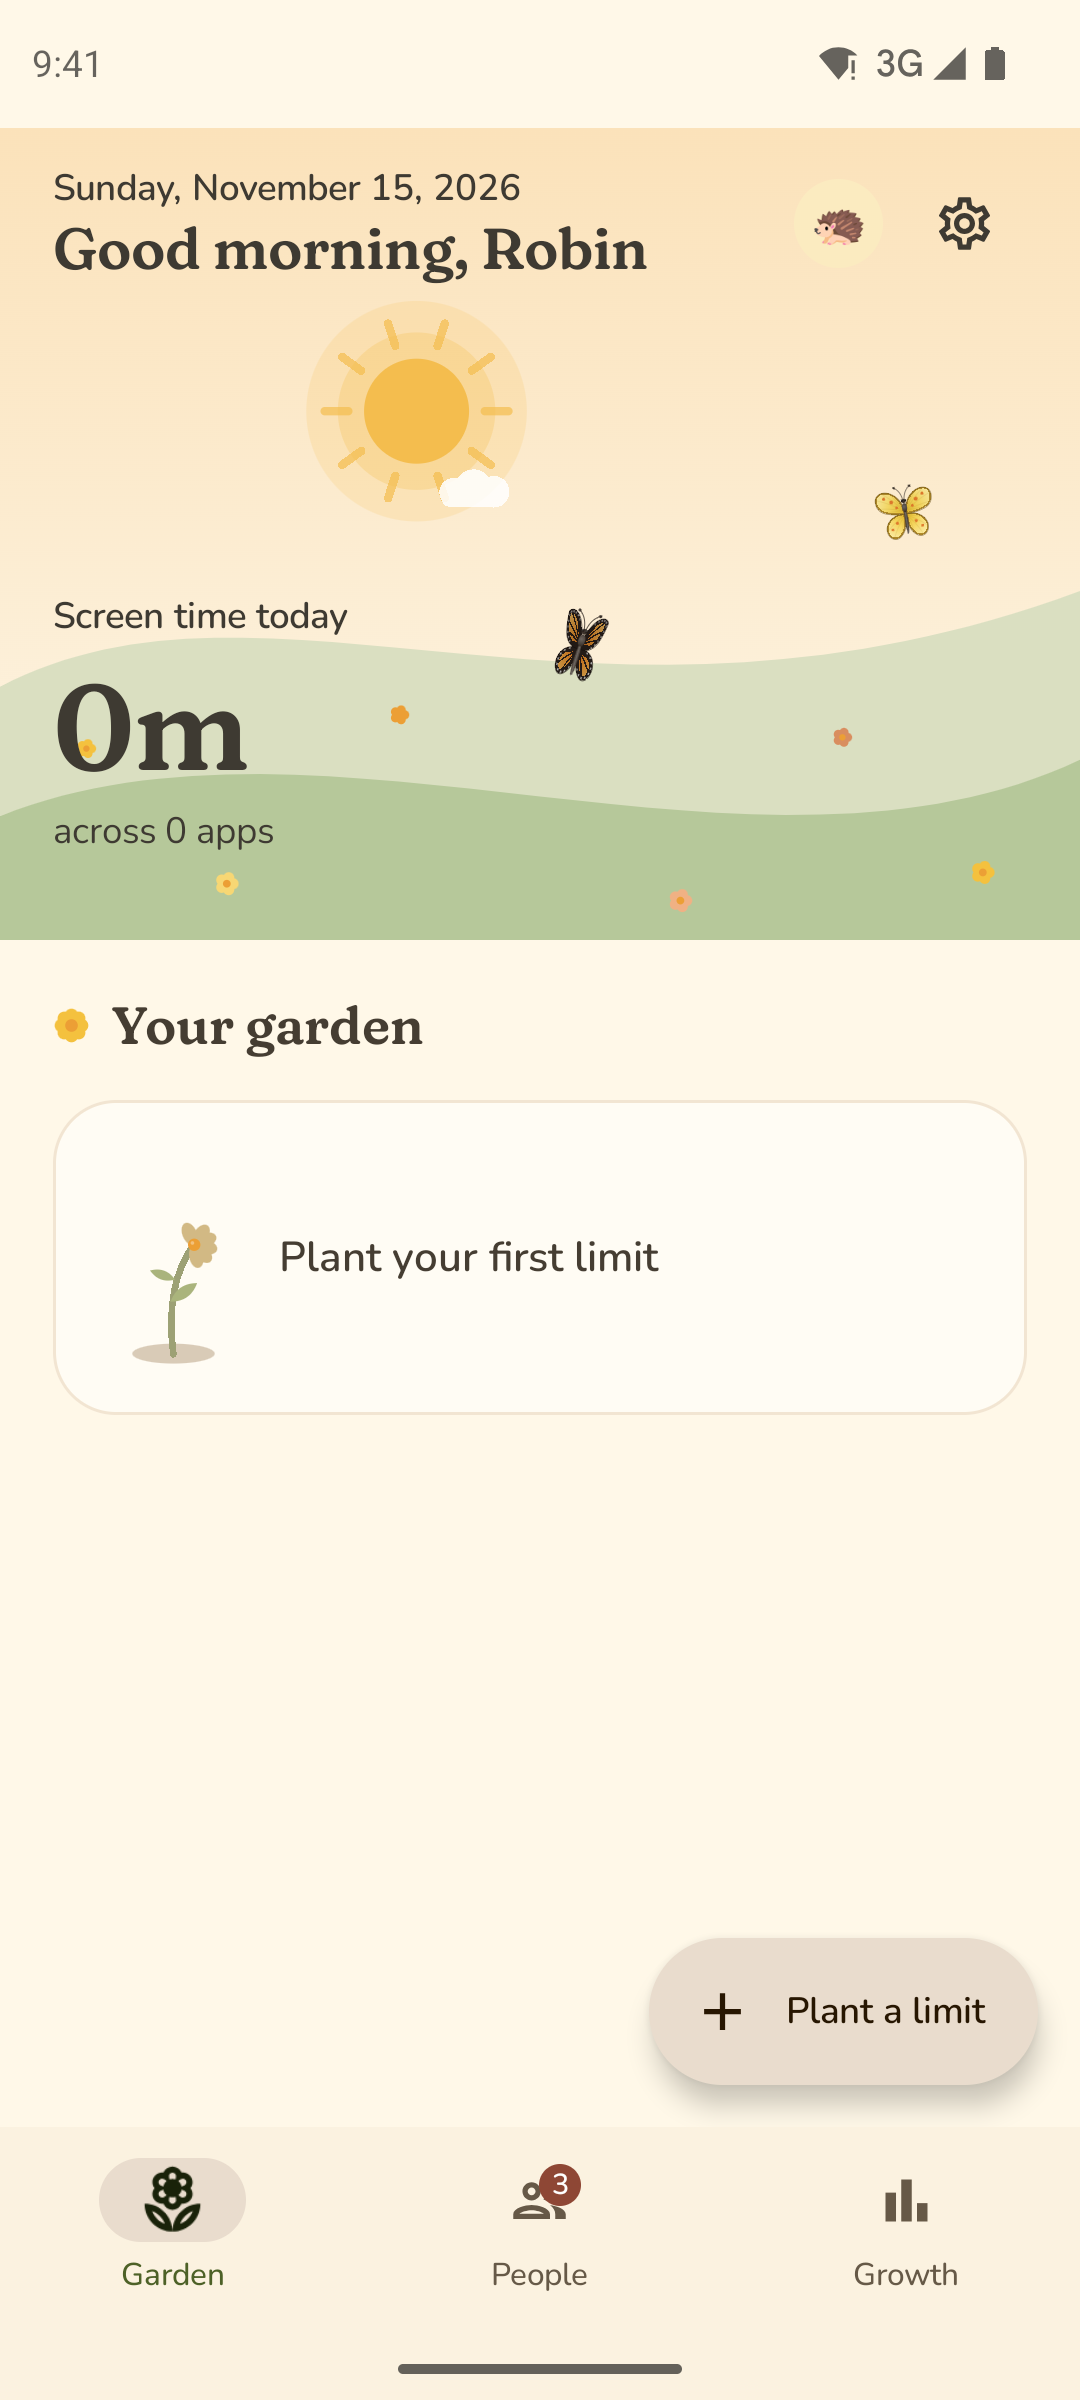 9:41
3G
Sunday, November 15, 2026
Good morning, Robin
Screen time today
0m
across 0 apps
Your garden
Plant your first limit
Plant a limit
3
Garden
People
Growth